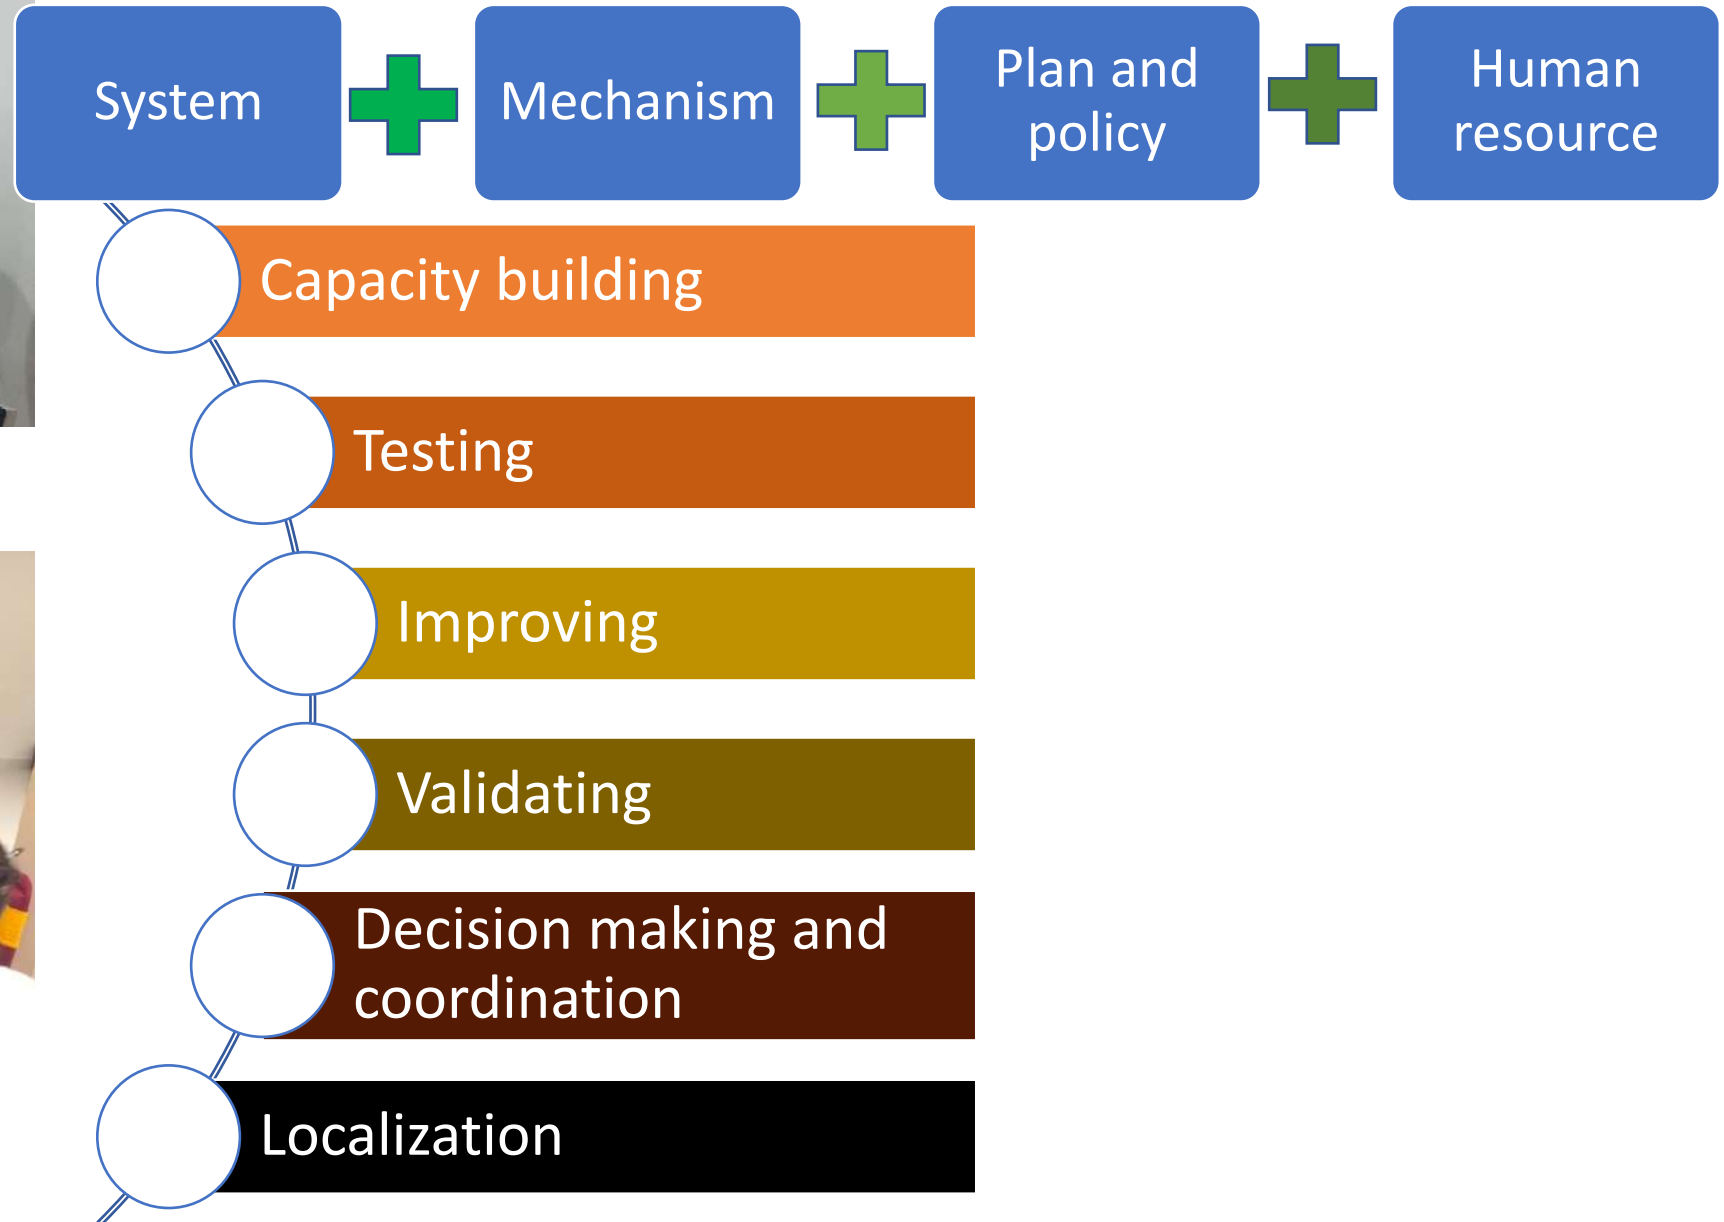 System
Mechanism
Plan and
policy
Human
resource
Capacity building
Testing
Improving
Validating
Decision making and
coordination
Localization